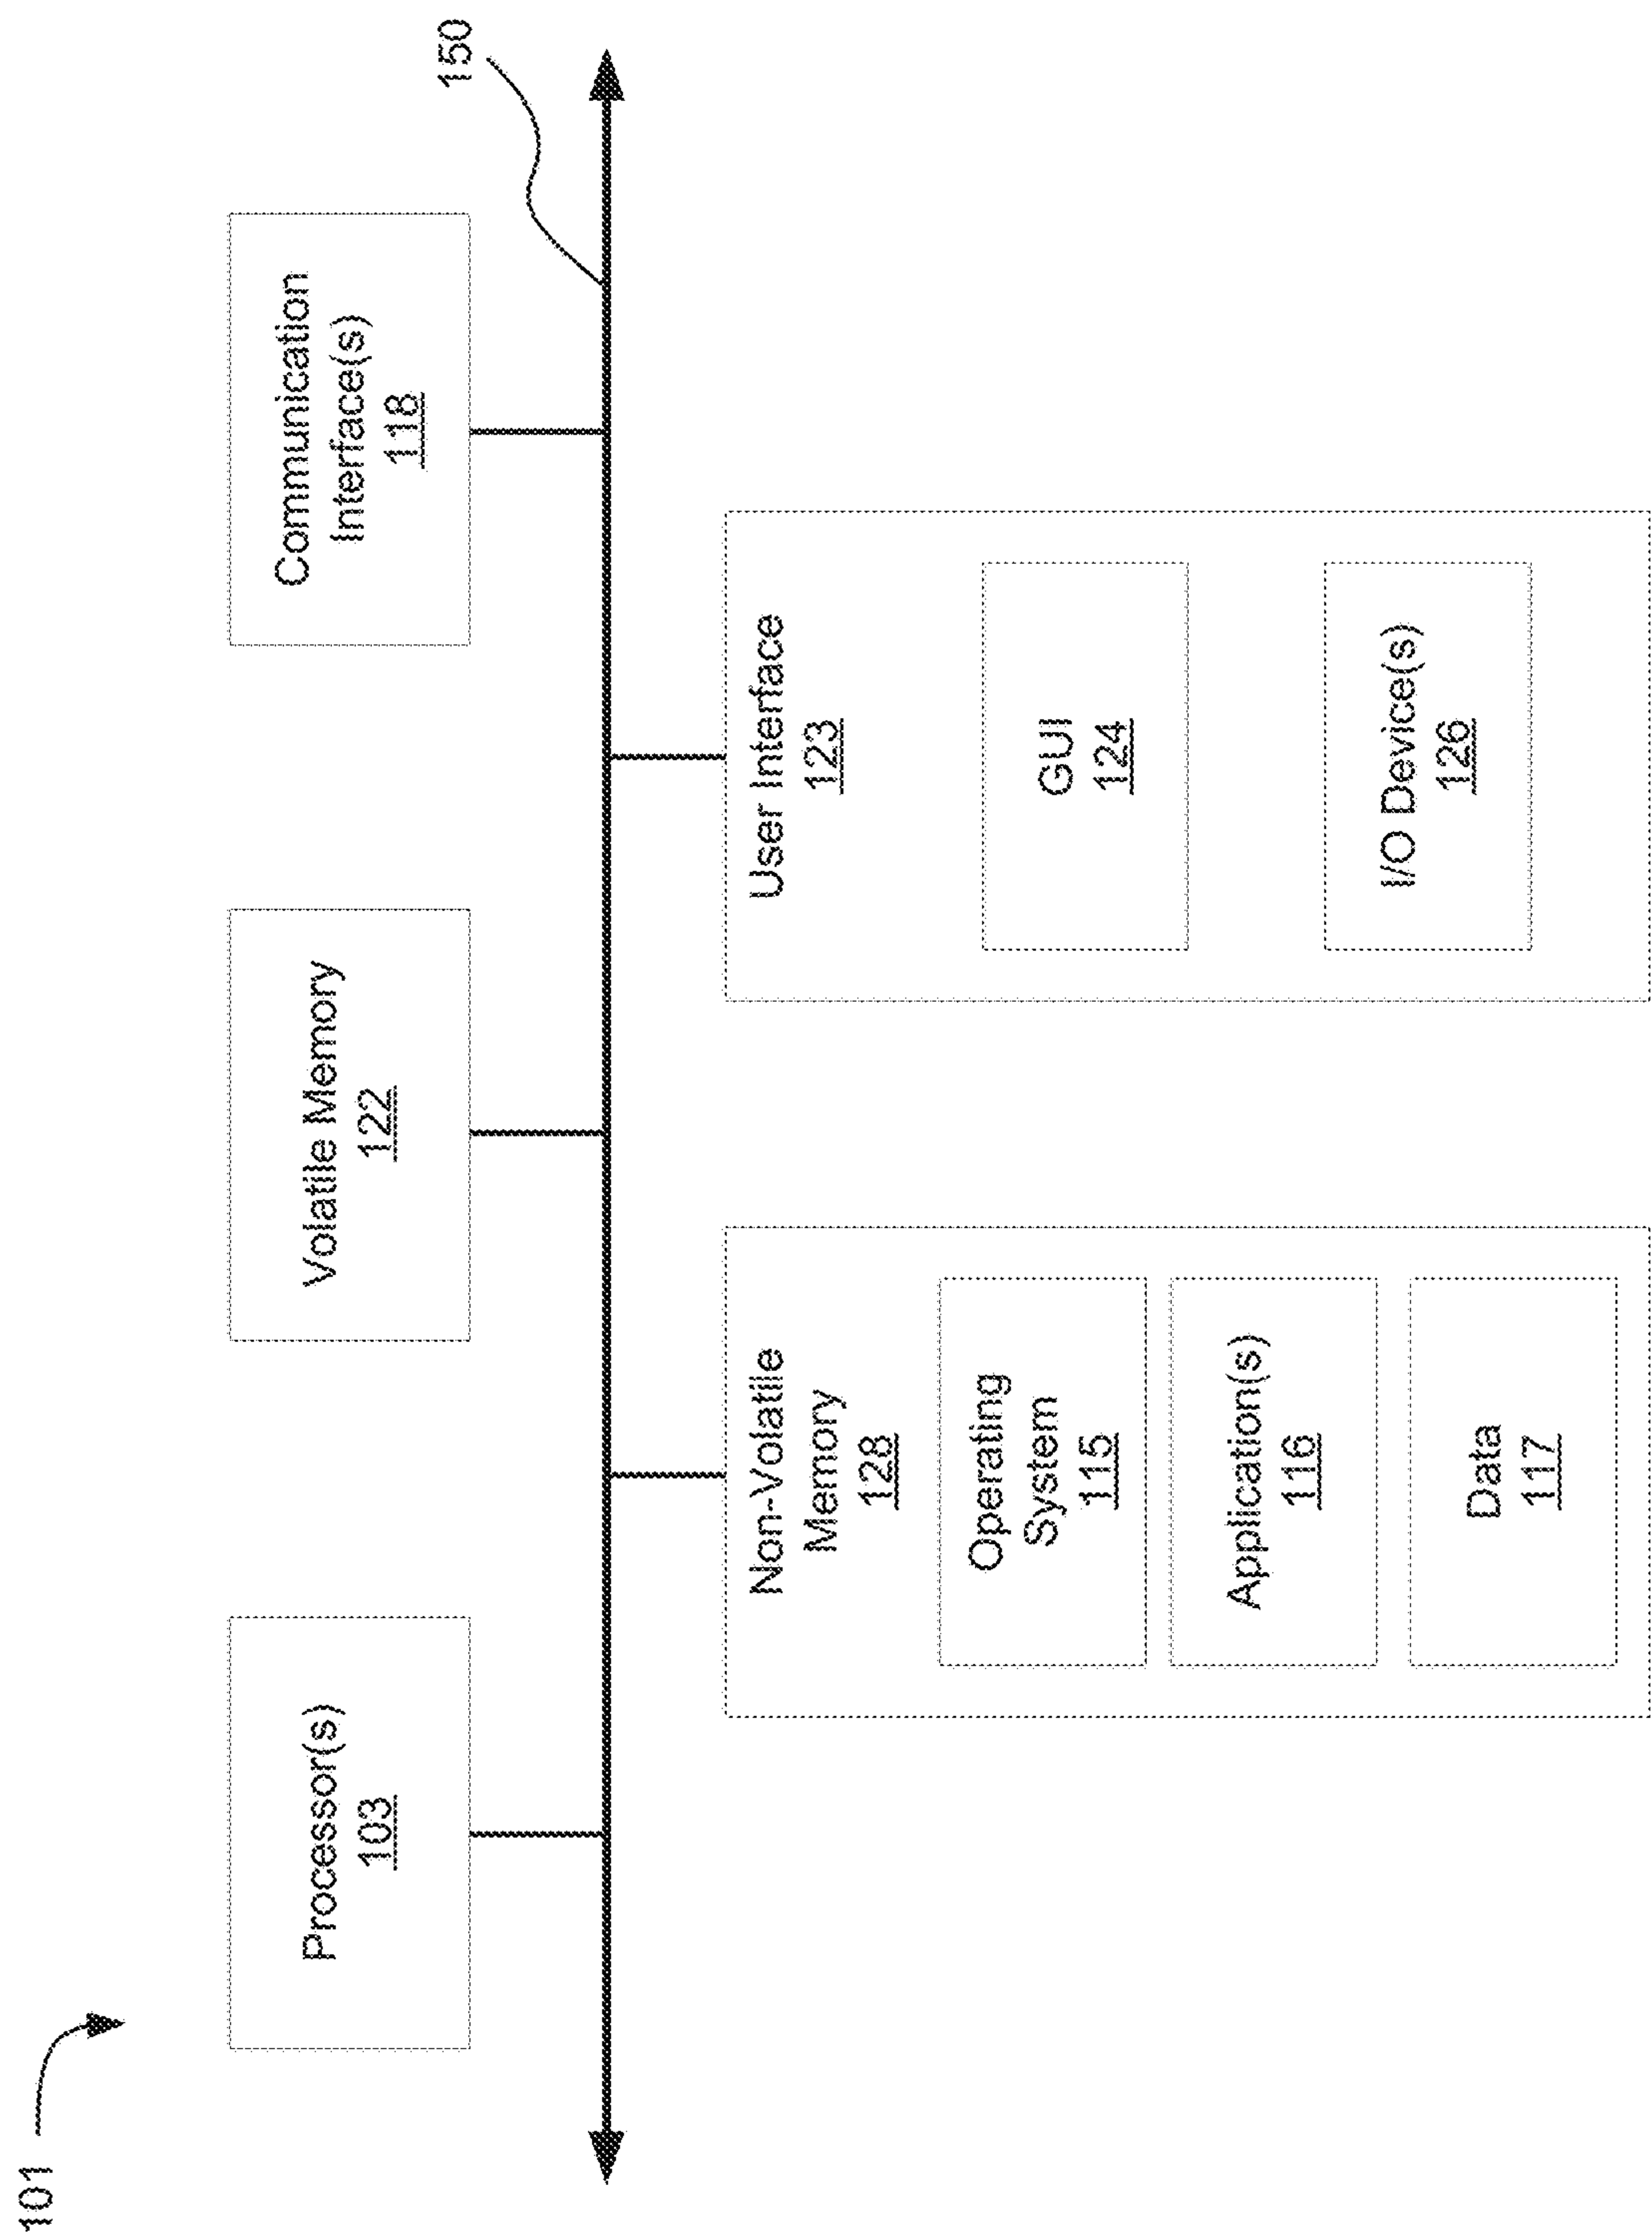 101
Processor(s)
103
Volatile Memory
122
Communication
Interface(s)
118
150
Non-Volatile
Memory
128
Operating
System
115
Application(s)
116
Data
117
User Interface
123
GUI
124
I/O Device(s)
126